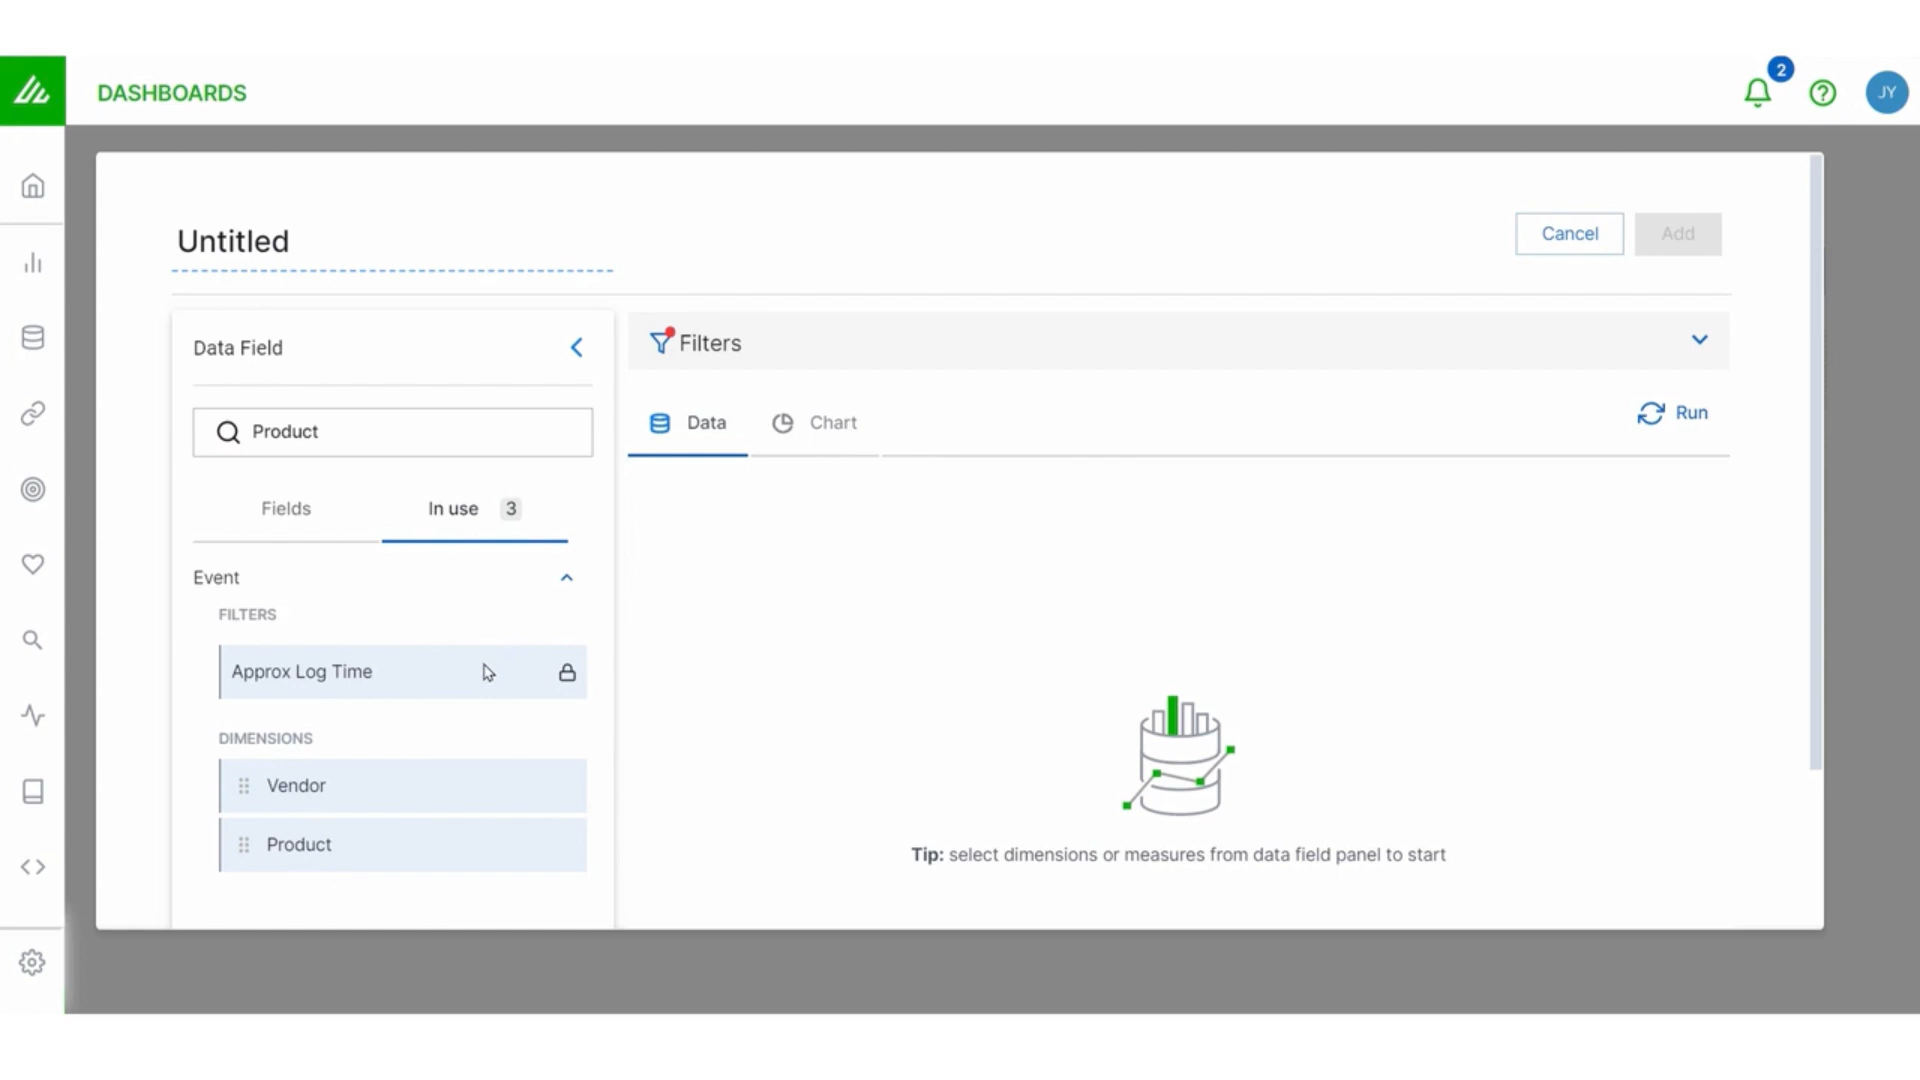 DASHBOARDS
2
JY
Untitled
Cancel
Add
Data Field
Filters
Product
Data
Chart
Run
Fields
In use 3
Event
FILTERS
Approx Log Time
DIMENSIONS
Vendor
Product
Tip: select dimensions or measures from data field panel to start